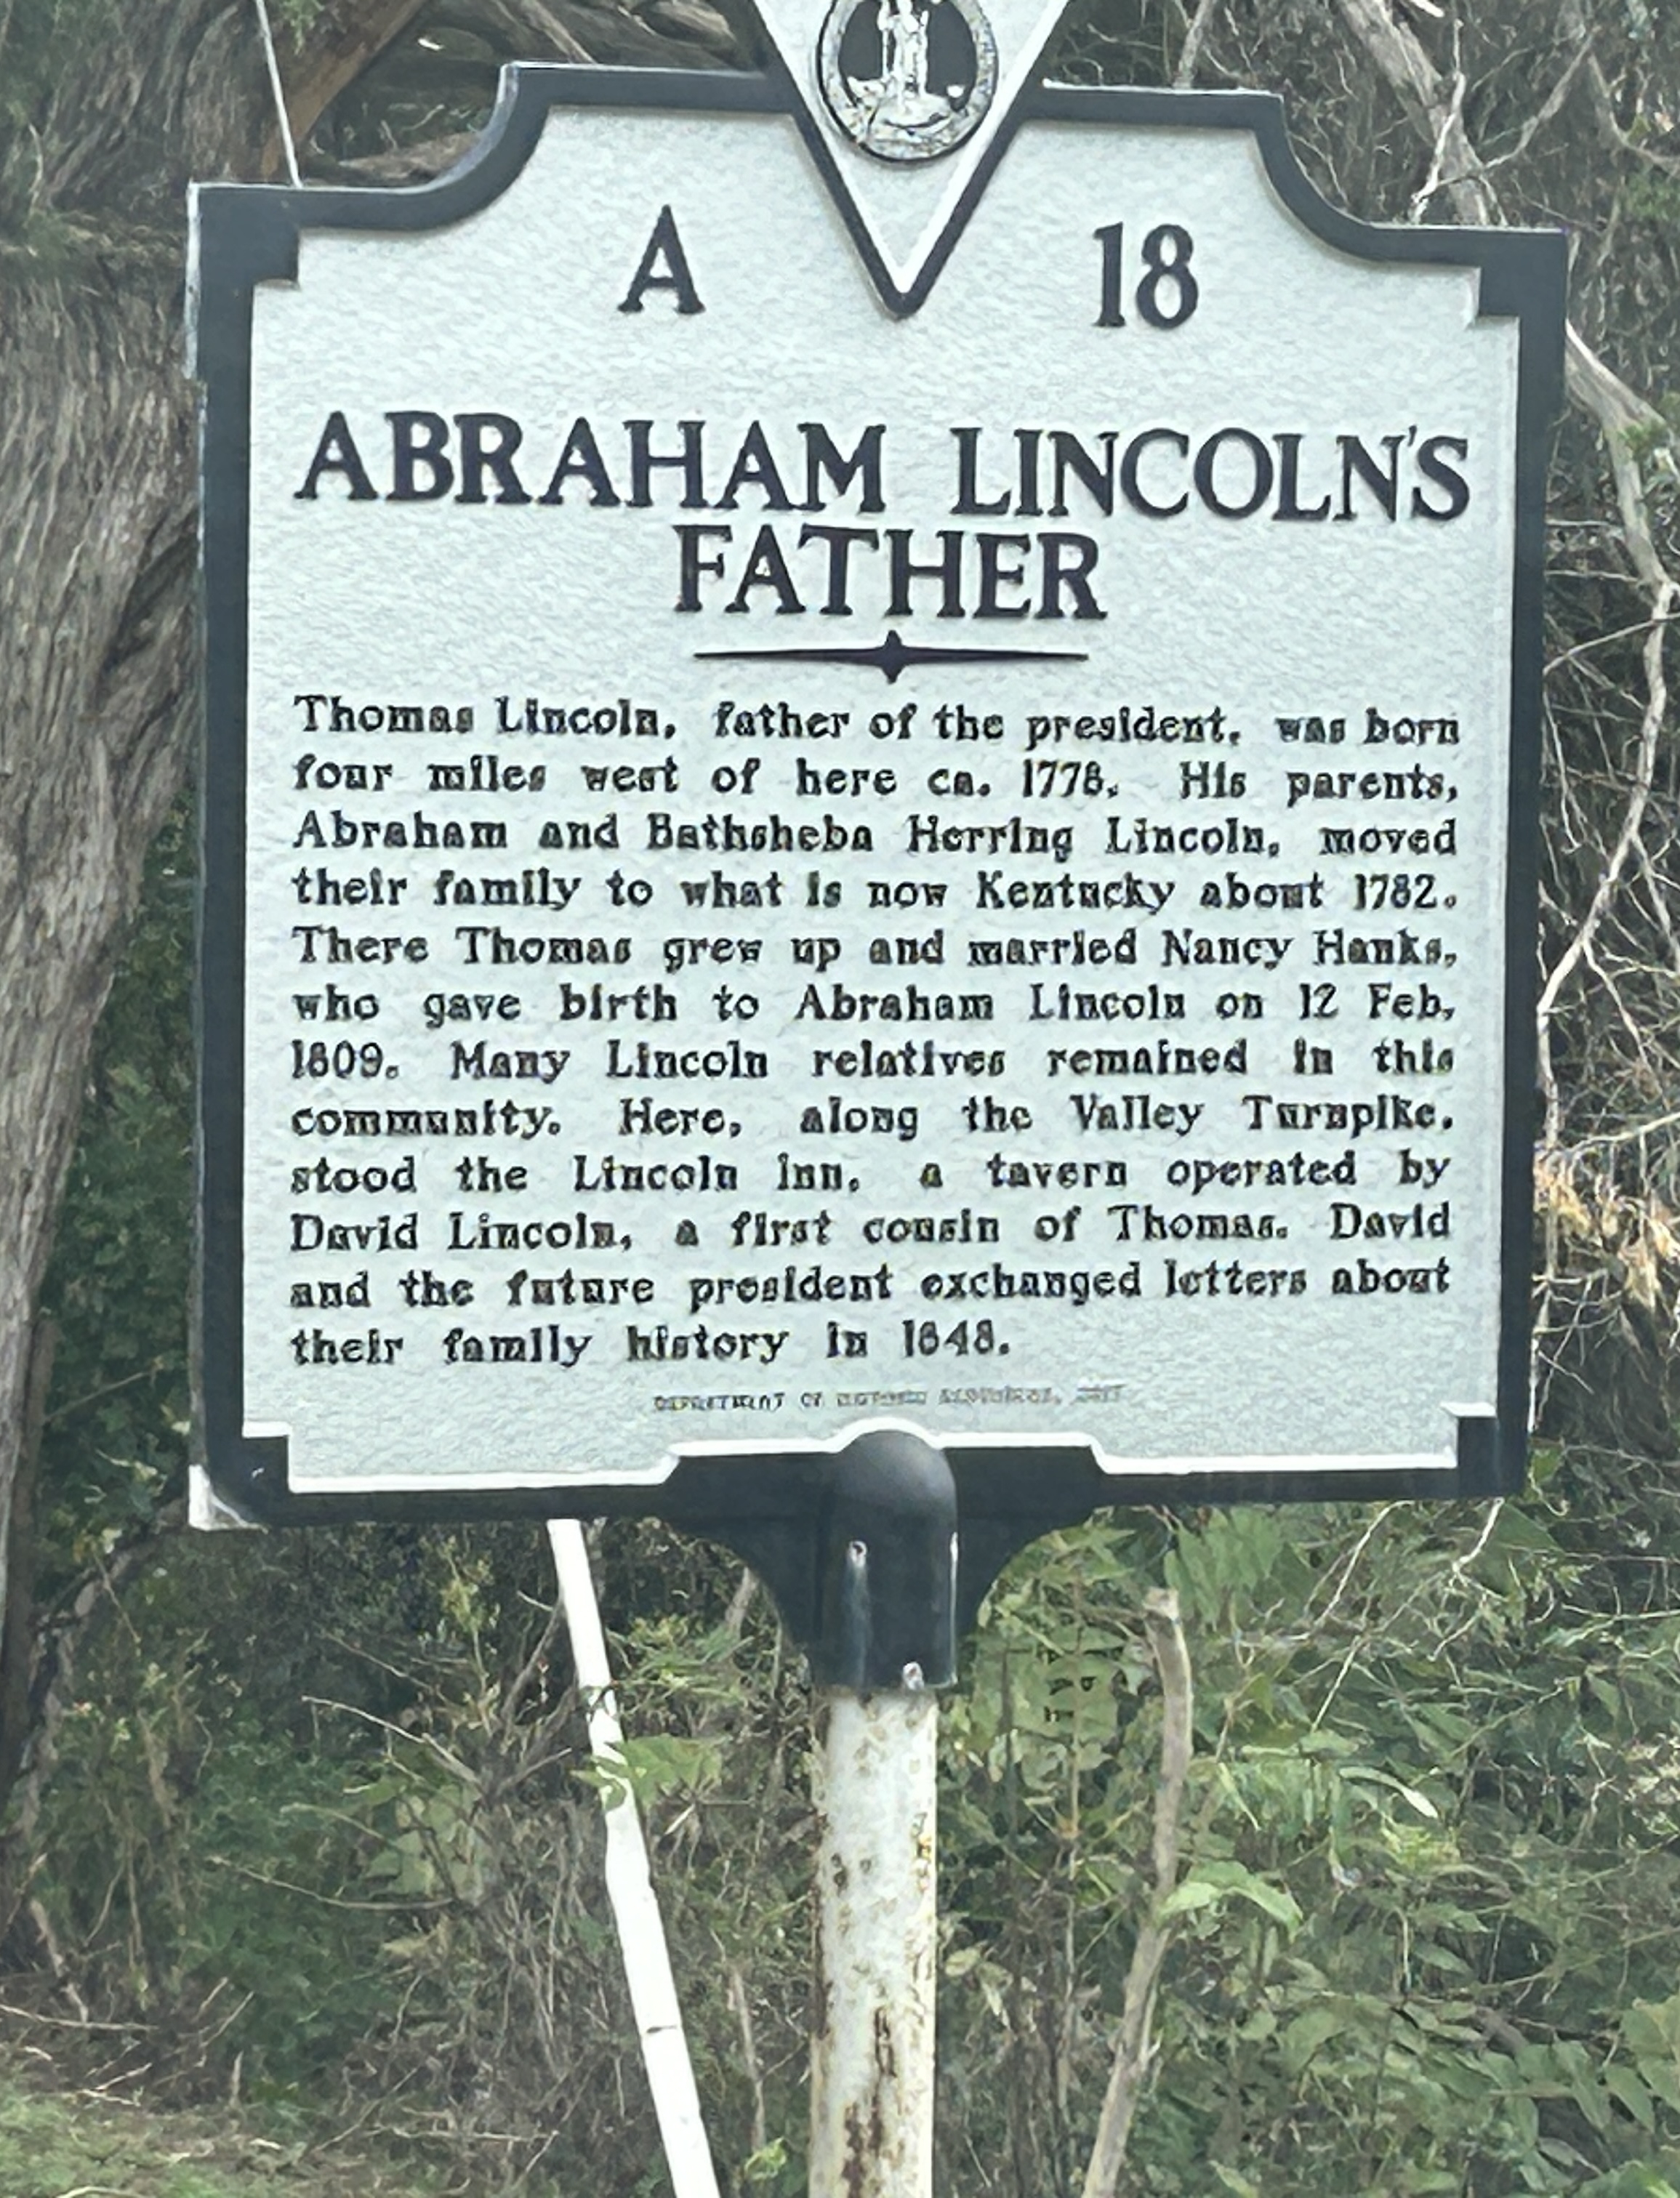 A 18
ABRAHAM LINCOLN'S
FATHER
Thomas Lincoln, father of the president, was born
four miles west of here ca. 1778. His parents,
Abraham and Bathsheba Herring Lincoln, moved
their family to what is now Kentucky about 1782.
There Thomas grew up and married Nancy Hanks,
who gave birth to Abraham Lincoln on 12 Feb.
1809. Many Lincoln relatives remained in this
community. Here, along the Valley Turnpike,
stood the Lincoln Inn, a tavern operated by
David Lincoln, a first cousin of Thomas. David
and the future president exchanged letters about
their family history in 1848.
DEPARTMENT OF